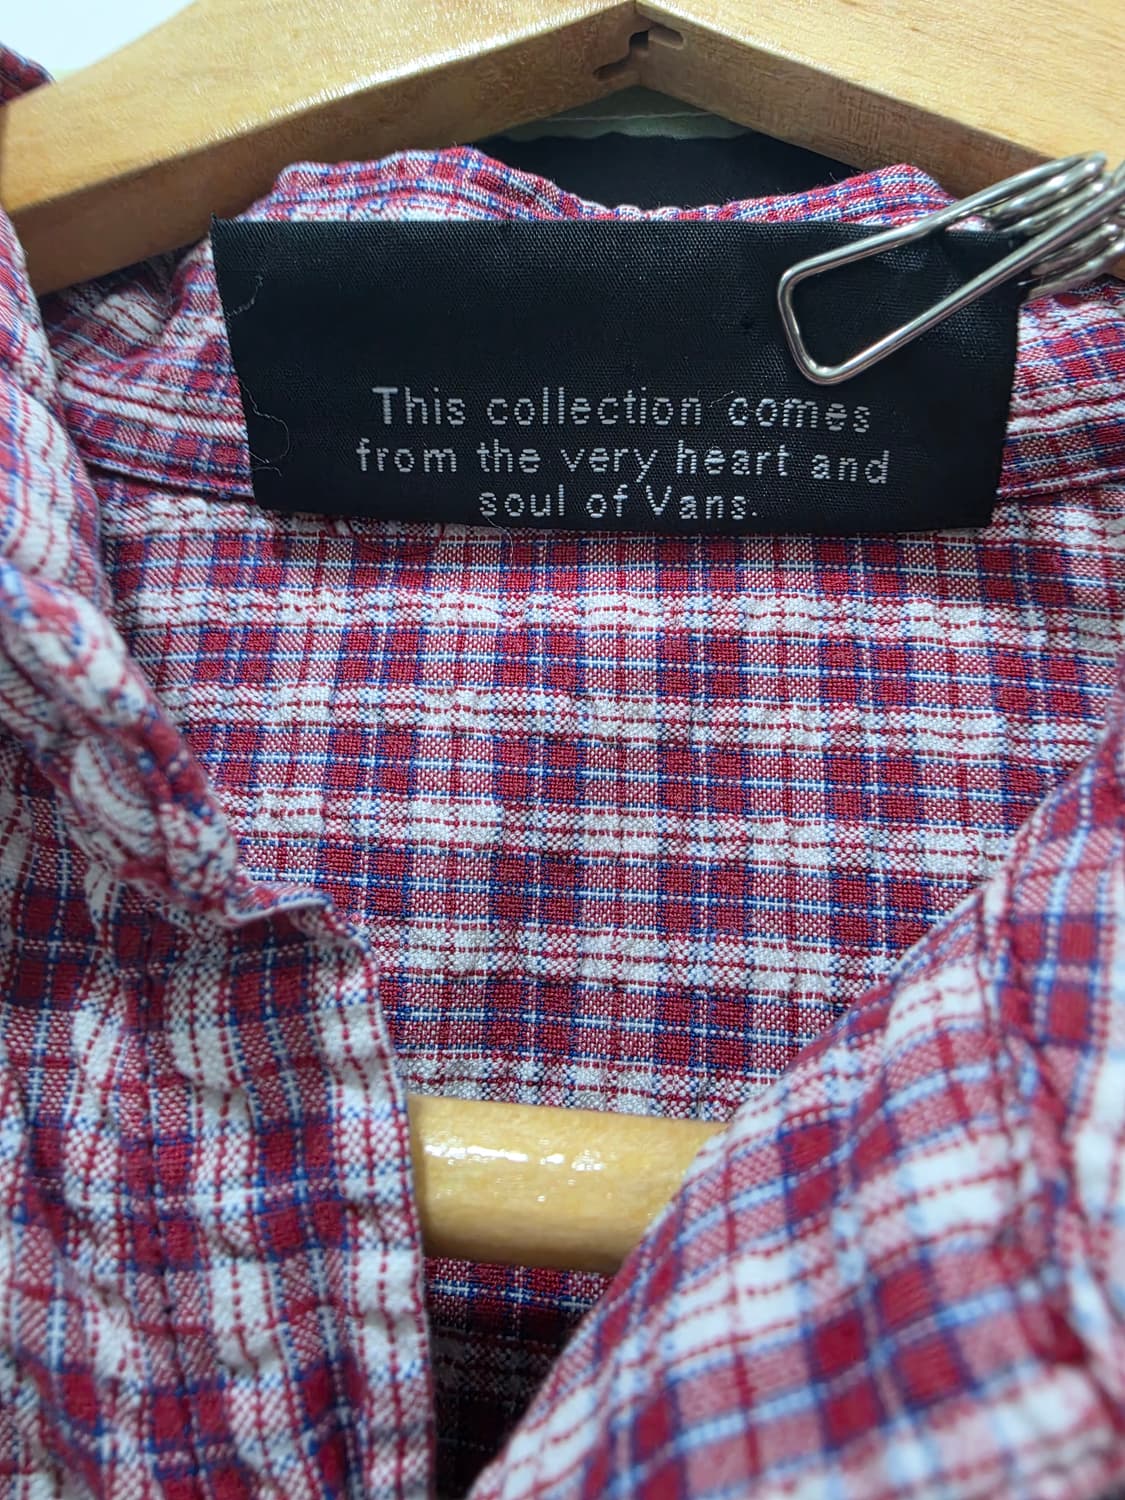 This collection comes
from the very heart and
soul of Vans.